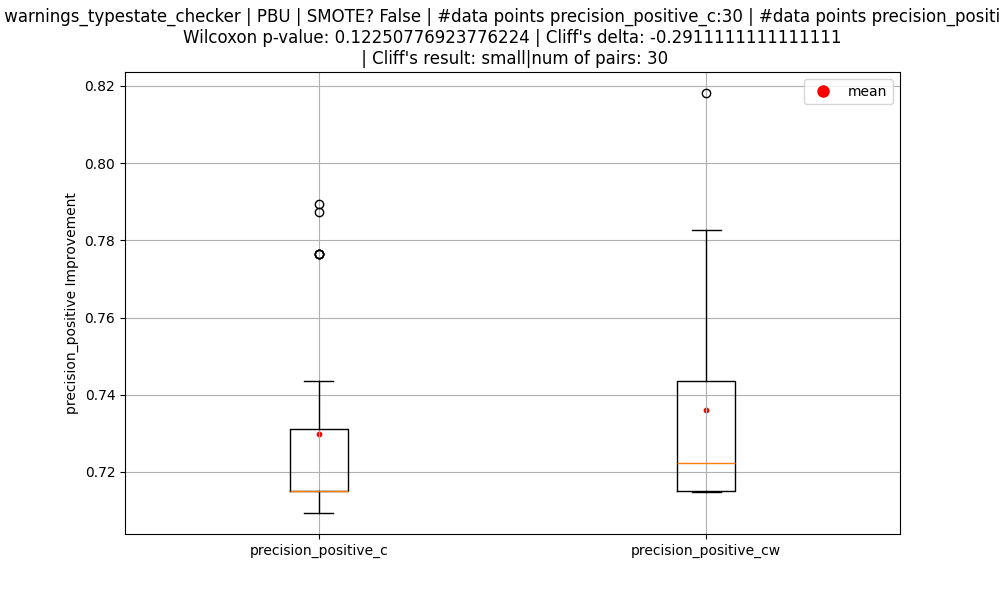 warnings_typestate_checker | PBU | SMOTE? False | #data points precision_positive_c:30 | #data points precision_positi
Wilcoxon p-value: 0.12250776923776224 | Cliff's delta: -0.2911111111111111
| Cliff's result: small|num of pairs: 30
mean
0.82
0.80
0.78
0.76
0.74
0.72
precision_positive Improvement
precision_positive_c
precision_positive_cw